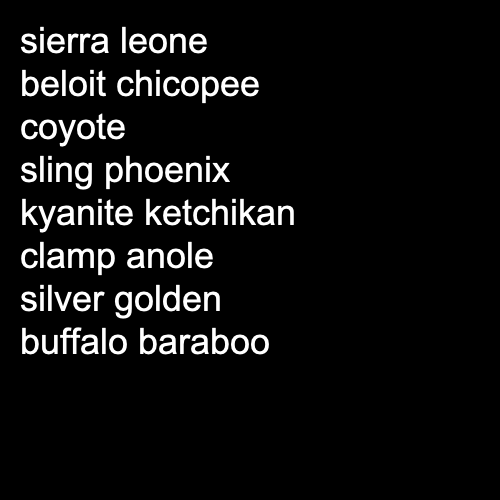 sierra leone
beloit chicopee
coyote
sling phoenix
kyanite ketchikan
clamp anole
silver golden
buffalo baraboo